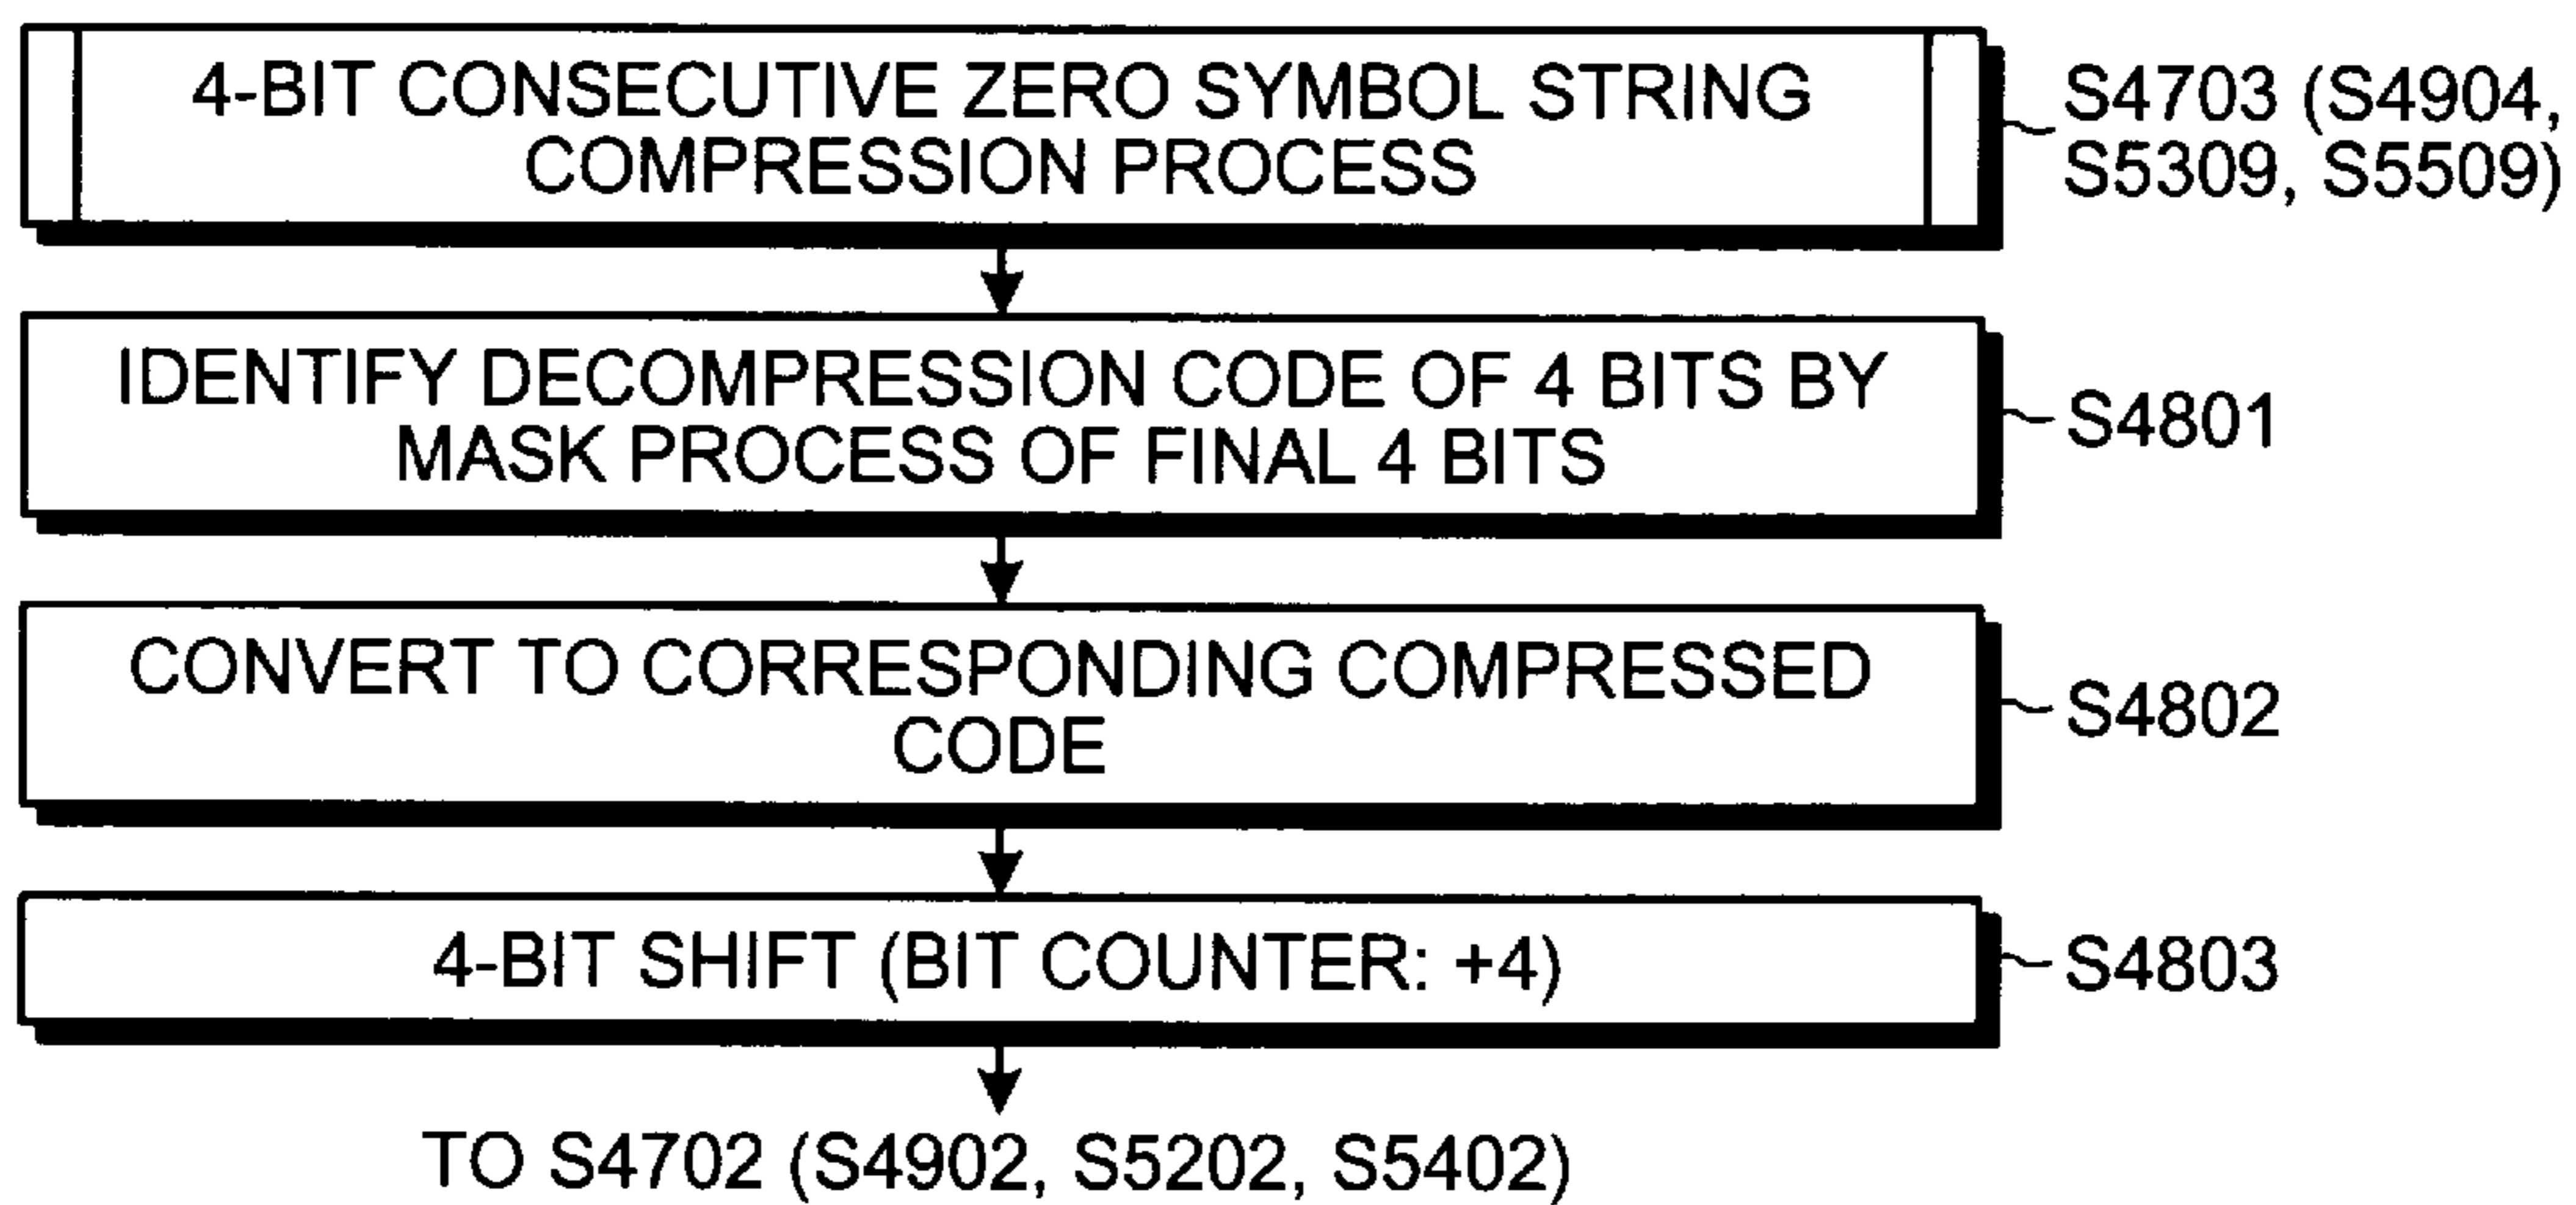 4-BIT CONSECUTIVE ZERO SYMBOL STRING
COMPRESSION PROCESS
S4703 (S4904,
S5309, S5509)
IDENTIFY DECOMPRESSION CODE OF 4 BITS BY
MASK PROCESS OF FINAL 4 BITS
S4801
CONVERT TO CORRESPONDING COMPRESSED
CODE
S4802
4-BIT SHIFT (BIT COUNTER: +4)
S4803
TO S4702 (S4902, S5202, S5402)